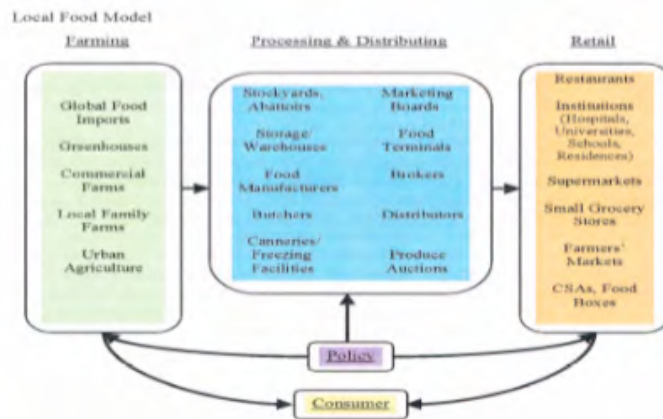 Local Food Model
Farming
Processing & Distributing
Retail
Global Food
Imports
Greenhouses
Commercial
Farms
Local Family
Farms
Urban
Agriculture
Stockyards,
Abattoirs
Storage/
Warehouses
Food
Manufacturers
Butchers
Canneries/
Freezing
Facilities
Marketing
Boards
Food
Terminals
Brokers
Distributors
Produce
Auctions
Restaurants
Institutions
(Hospitals,
Universities,
Schools,
Residences)
Supermarkets
Small Grocery
Stores
Farmers'
Markets
CSAs, Food
Boxes
Policy
Consumer